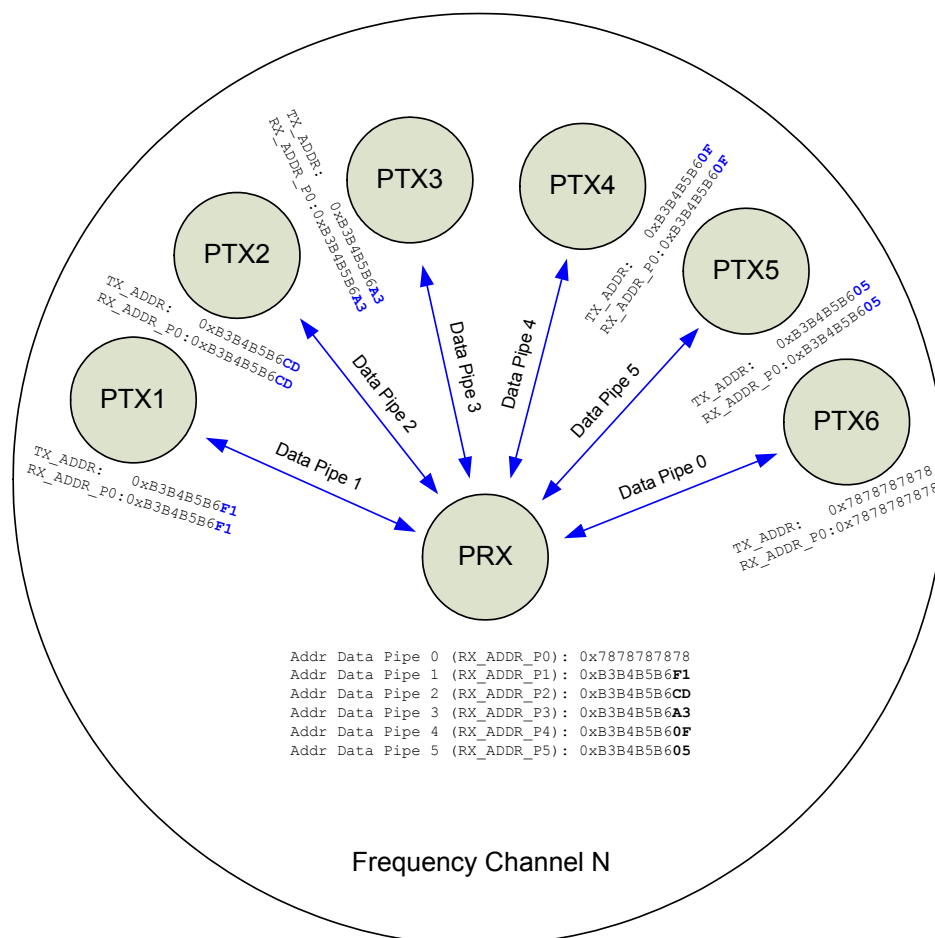 PTX3
PTX4
TX_ADDR: 0xB3B4B5B6A3
RX_ADDR_P0:0xB3B4B5B6A3
TX_ADDR: 0xB3B4B5B60F
RX_ADDR_P0:0xB3B4B5B60F
PTX2
PTX5
TX_ADDR: 0xB3B4B5B6CD
RX_ADDR_P0:0xB3B4B5B6CD
TX_ADDR: 0xB3B4B5B605
RX_ADDR_P0:0xB3B4B5B605
PTX1
PTX6
TX_ADDR: 0xB3B4B5B6F1
RX_ADDR_P0:0xB3B4B5B6F1
TX_ADDR: 0x7878787878
RX_ADDR_P0:0x7878787878
Data Pipe 1
Data Pipe 2
Data Pipe 3
Data Pipe 4
Data Pipe 5
Data Pipe 0
PRX
Addr Data Pipe 0 (RX_ADDR_P0): 0x7878787878
Addr Data Pipe 1 (RX_ADDR_P1): 0xB3B4B5B6F1
Addr Data Pipe 2 (RX_ADDR_P2): 0xB3B4B5B6CD
Addr Data Pipe 3 (RX_ADDR_P3): 0xB3B4B5B6A3
Addr Data Pipe 4 (RX_ADDR_P4): 0xB3B4B5B60F
Addr Data Pipe 5 (RX_ADDR_P5): 0xB3B4B5B605
Frequency Channel N